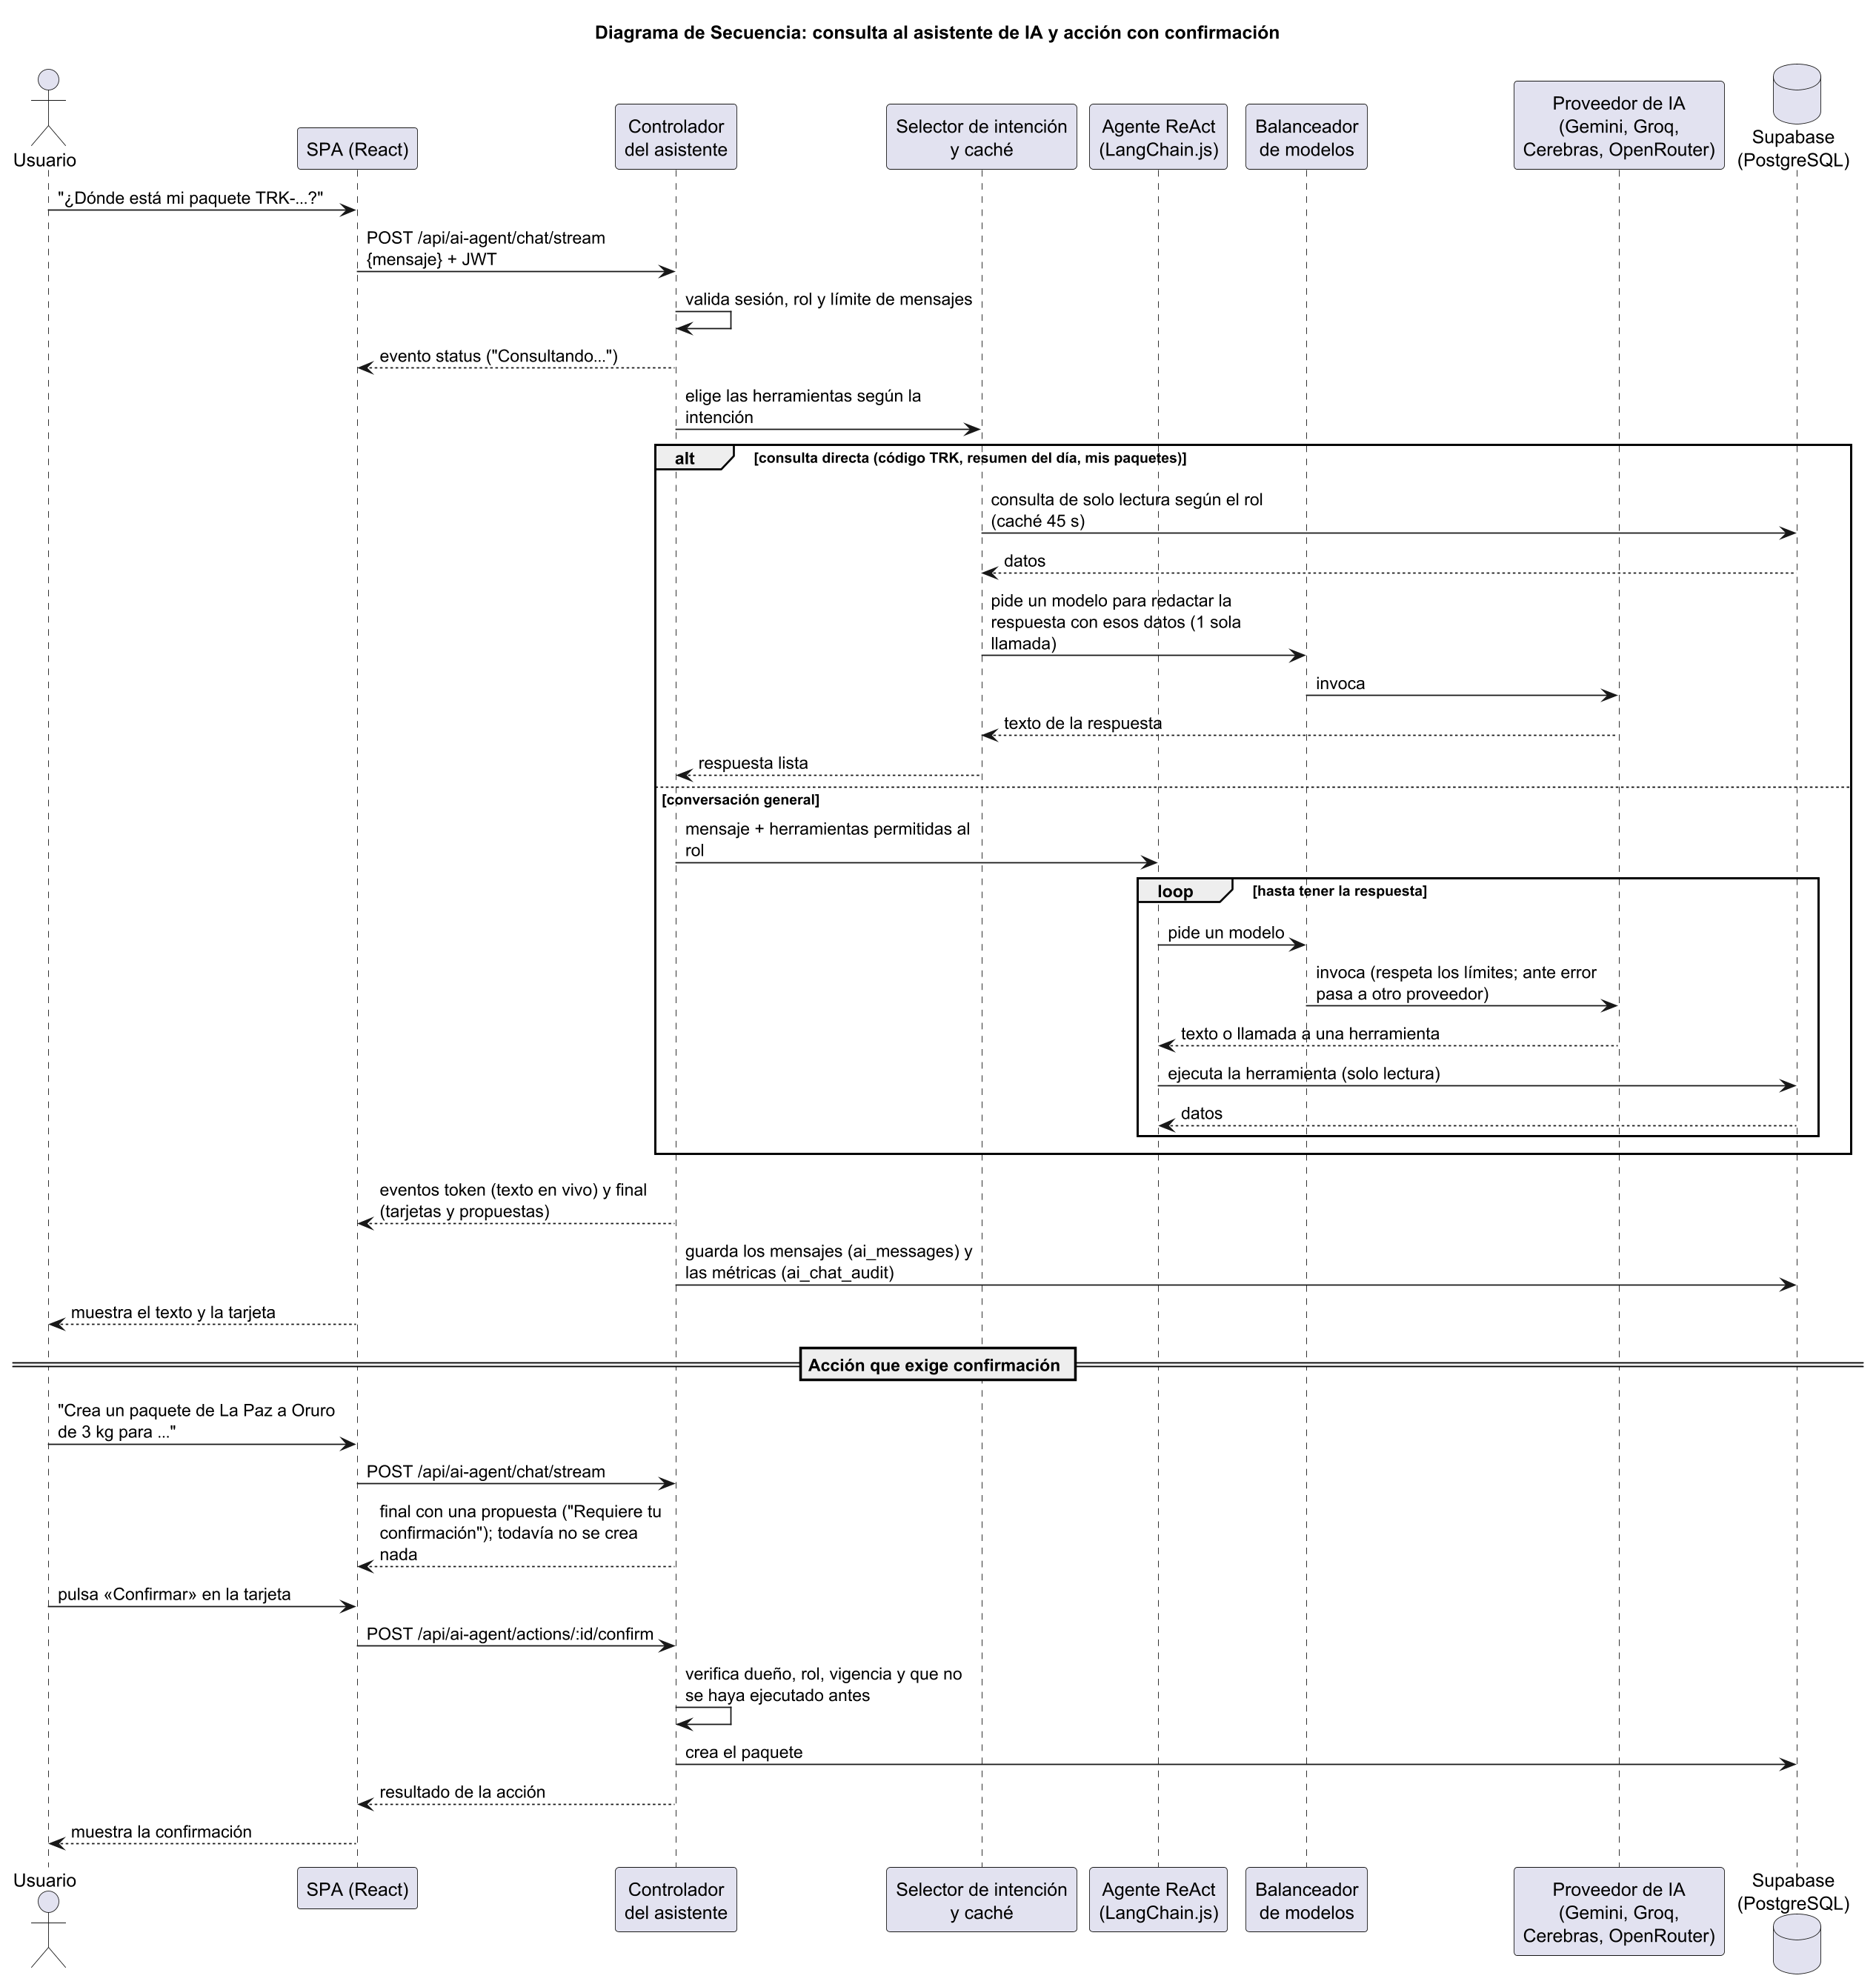 Diagrama de Secuencia: consulta al asistente de IA y acción con confirmación
Usuario
SPA (React)
Controlador
del asistente
Selector de intención
y caché
Agente ReAct
(LangChain.js)
Balanceador
de modelos
Proveedor de IA
(Gemini, Groq,
Cerebras, OpenRouter)
Supabase
(PostgreSQL)
"¿Dónde está mi paquete TRK-...?"
POST /api/ai-agent/chat/stream
{mensaje} + JWT
valida sesión, rol y límite de mensajes
evento status ("Consultando...")
elige las herramientas según la
intención
alt
[consulta directa (código TRK, resumen del día, mis paquetes)]
consulta de solo lectura según el rol
(caché 45 s)
datos
pide un modelo para redactar la
respuesta con esos datos (1 sola
llamada)
invoca
texto de la respuesta
respuesta lista
[conversación general]
mensaje + herramientas permitidas al
rol
loop
[hasta tener la respuesta]
pide un modelo
invoca (respeta los límites; ante error
pasa a otro proveedor)
texto o llamada a una herramienta
ejecuta la herramienta (solo lectura)
datos
eventos token (texto en vivo) y final
(tarjetas y propuestas)
guarda los mensajes (ai_messages) y
las métricas (ai_chat_audit)
muestra el texto y la tarjeta
Acción que exige confirmación
"Crea un paquete de La Paz a Oruro
de 3 kg para ..."
POST /api/ai-agent/chat/stream
final con una propuesta ("Requiere tu
confirmación"); todavía no se crea
nada
pulsa «Confirmar» en la tarjeta
POST /api/ai-agent/actions/:id/confirm
verifica dueño, rol, vigencia y que no
se haya ejecutado antes
crea el paquete
resultado de la acción
muestra la confirmación
Usuario
SPA (React)
Controlador
del asistente
Selector de intención
y caché
Agente ReAct
(LangChain.js)
Balanceador
de modelos
Proveedor de IA
(Gemini, Groq,
Cerebras, OpenRouter)
Supabase
(PostgreSQL)